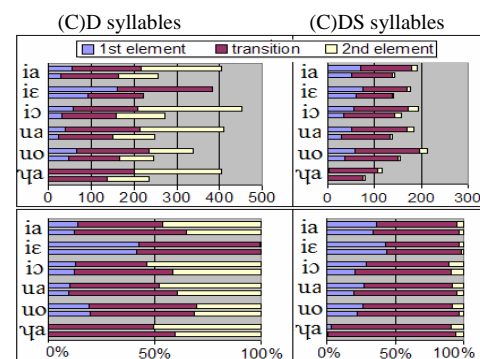 (C)D syllables (C)DS syllables
1st element transition 2nd element
ia ia
iɛ iɛ
iɔ iɔ
ua ua
uo uo
ɥa ɥa
0 100 200 300 400 500 0 100 200 300
ia ia
iɛ iɛ
iɔ iɔ
ua ua
uo uo
ɥa ɥa
0% 50% 100% 0% 50% 100%